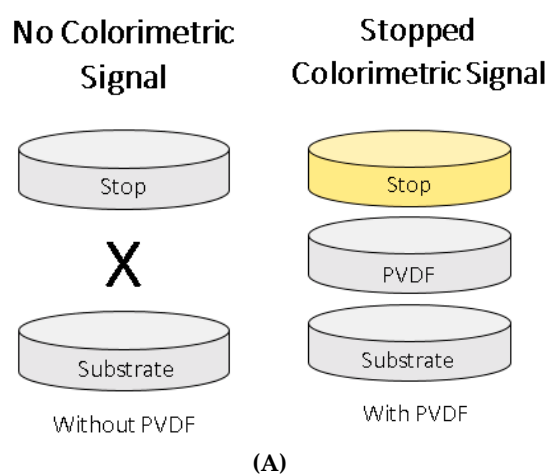 No Colorimetric
Signal
Stop
X
Substrate
Without PVDF
Stopped
Colorimetric Signal
Stop
PVDF
Substrate
With PVDF
(A)